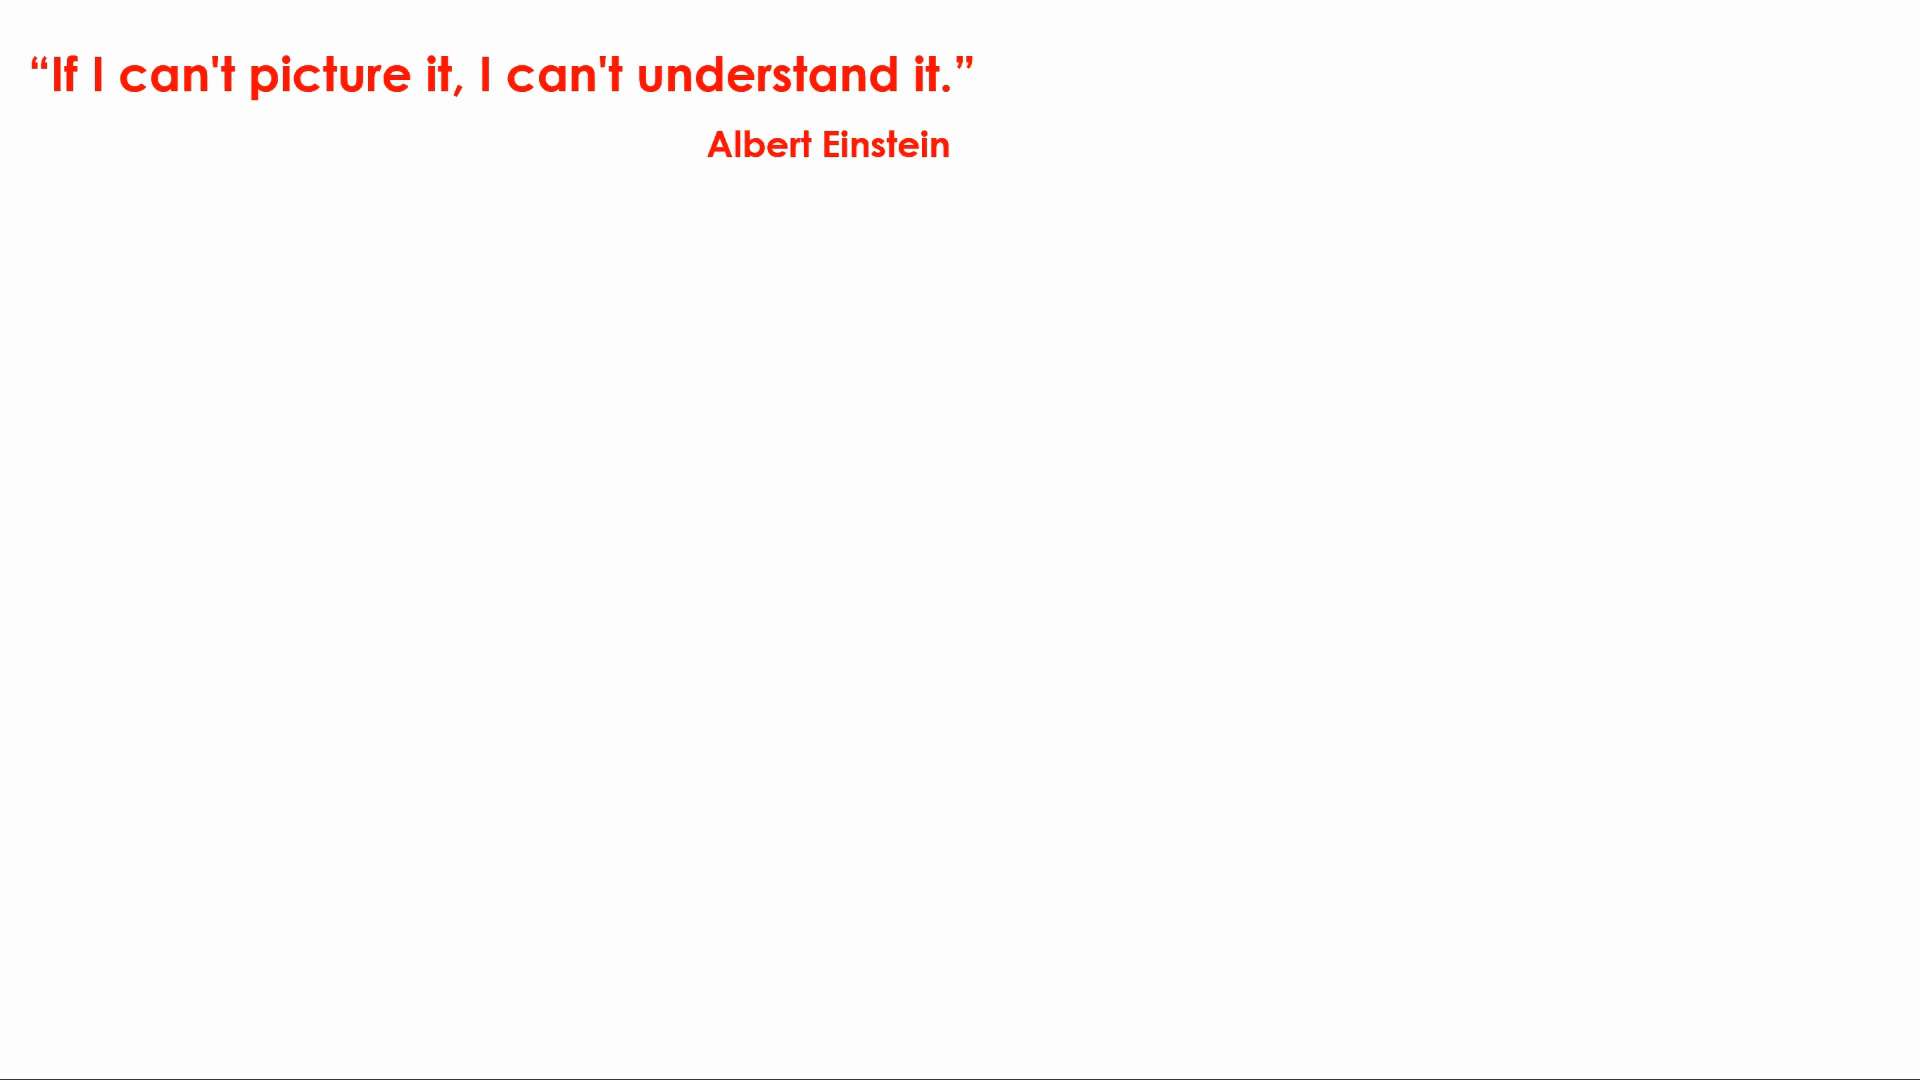 “If I can't picture it, I can't understand it.”
Albert Einstein